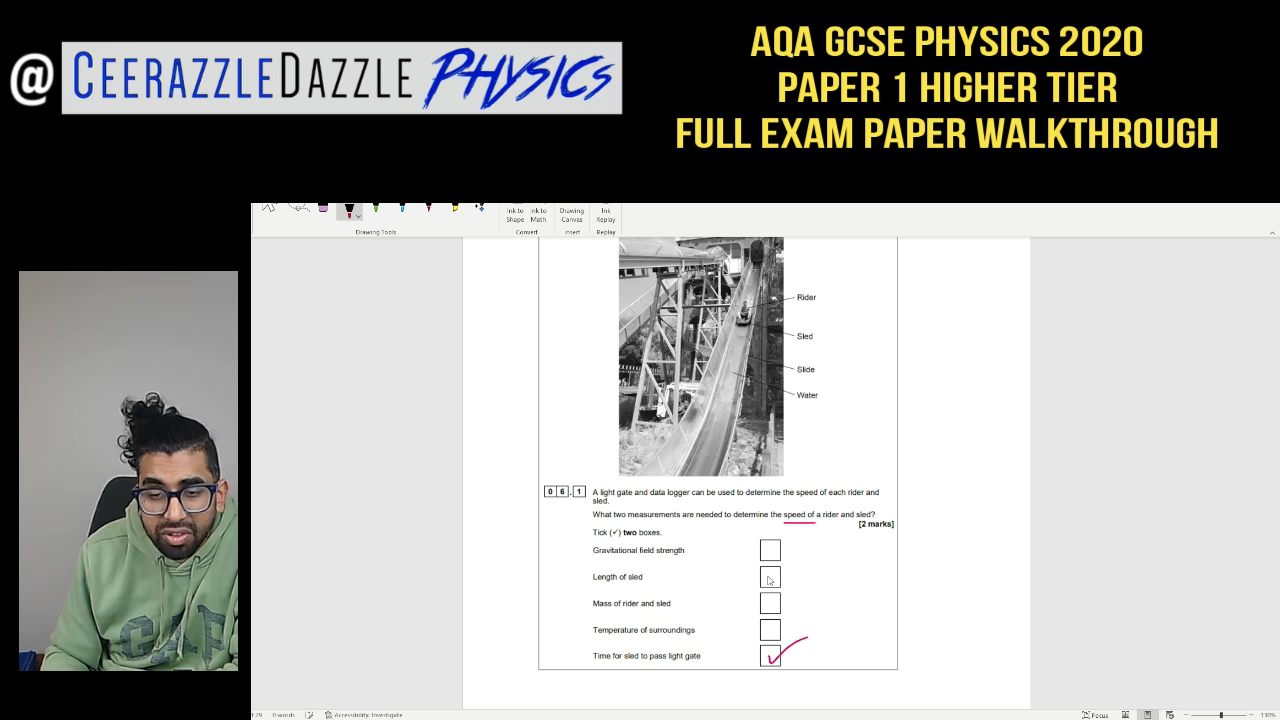 @ CEERAZZLEDAZZLE PHYSICS
AQA GCSE PHYSICS 2020
PAPER 1 HIGHER TIER
FULL EXAM PAPER WALKTHROUGH
Ink to Shape
Ink to Math
Drawing Canvas
Ink Replay
Drawing Tools
Convert
Insert
Replay
Rider
Sled
Slide
Water
0 6 . 1 A light gate and data logger can be used to determine the speed of each rider and
sled.
What two measurements are needed to determine the speed of a rider and sled?
[2 marks]
Tick (✓) two boxes.
Gravitational field strength
Length of sled
Mass of rider and sled
Temperature of surroundings
Time for sled to pass light gate
GAP
0 words
Accessibility: Investigate
Focus
130%